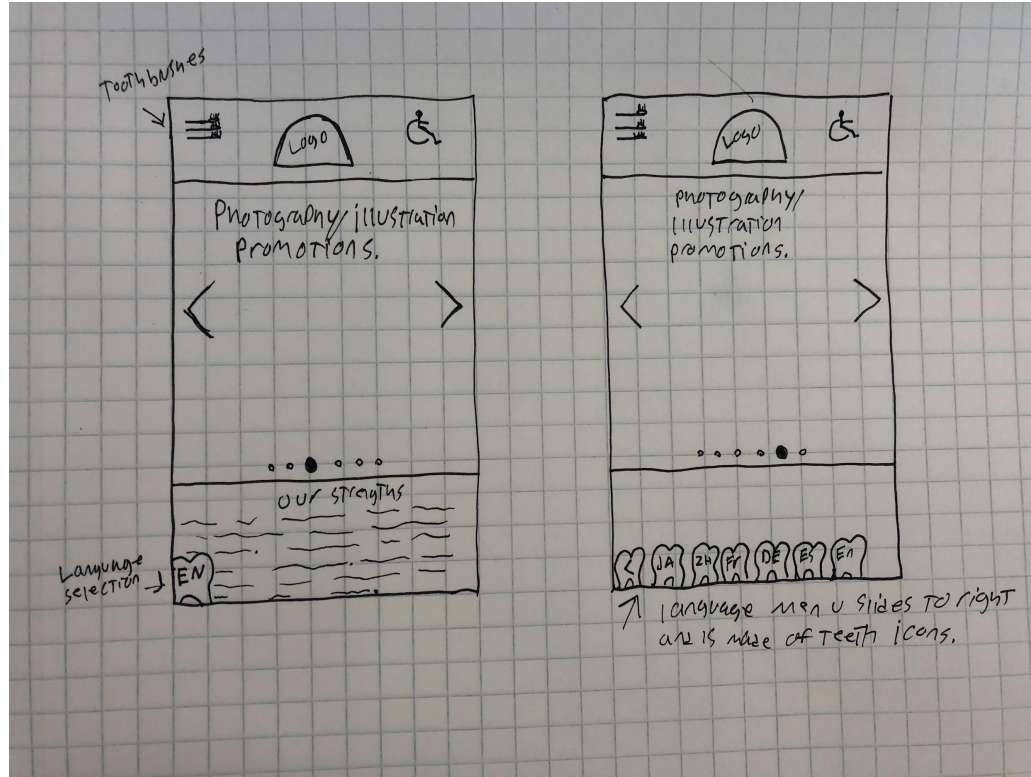 Toothbrushes
LOGO
Photography/illustration
Promotions.
our strengths
Language
selection
EN
LOGO
Photography/
illustration
promotions.
<
JA
ZH
Fr
DE
ES
En
language menu slides to right
and is made of teeth icons.